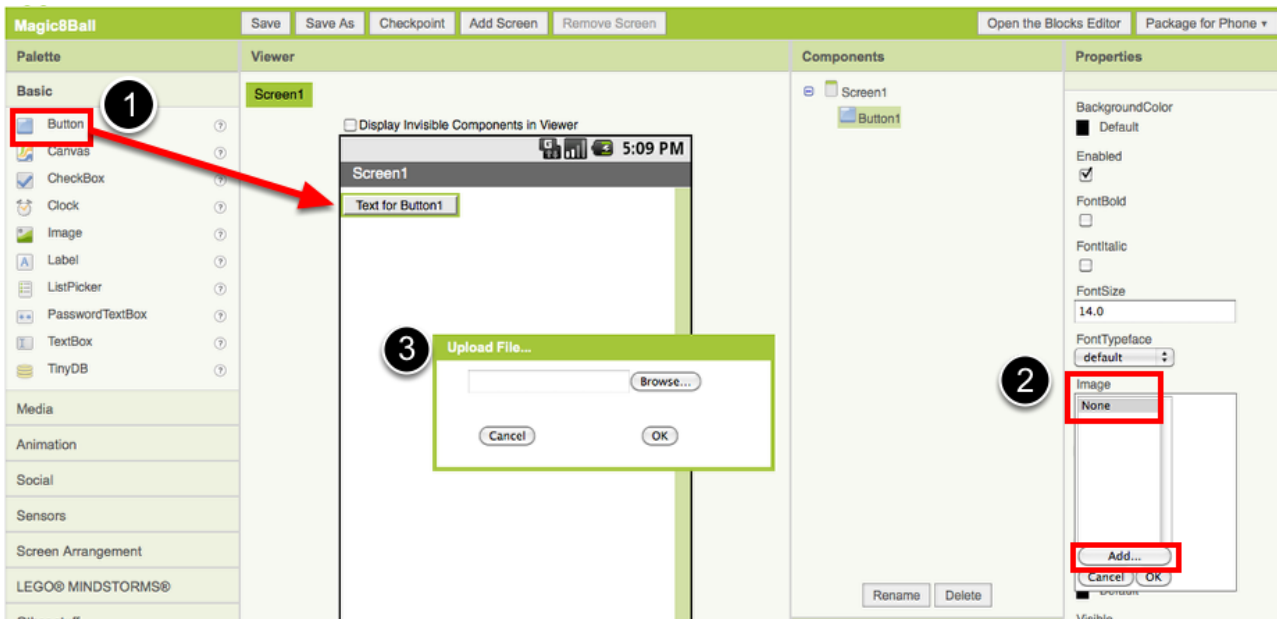 Magic8Ball
Save
Save As
Checkpoint
Add Screen
Remove Screen
Open the Blocks Editor
Package for Phone
Palette
Viewer
Components
Properties
Basic
1
Button
Canvas
CheckBox
Clock
Image
Label
ListPicker
PasswordTextBox
TextBox
TinyDB
Media
Animation
Social
Sensors
Screen Arrangement
LEGO® MINDSTORMS®
Screen1
Display Invisible Components in Viewer
5:09 PM
Screen1
Text for Button1
3
Upload File...
Browse...
Cancel
OK
Screen1
Button1
Rename
Delete
BackgroundColor
Default
Enabled
FontBold
FontItalic
FontSize
14.0
FontTypeface
default
2
Image
None
Add...
Cancel
OK
Default
Visible